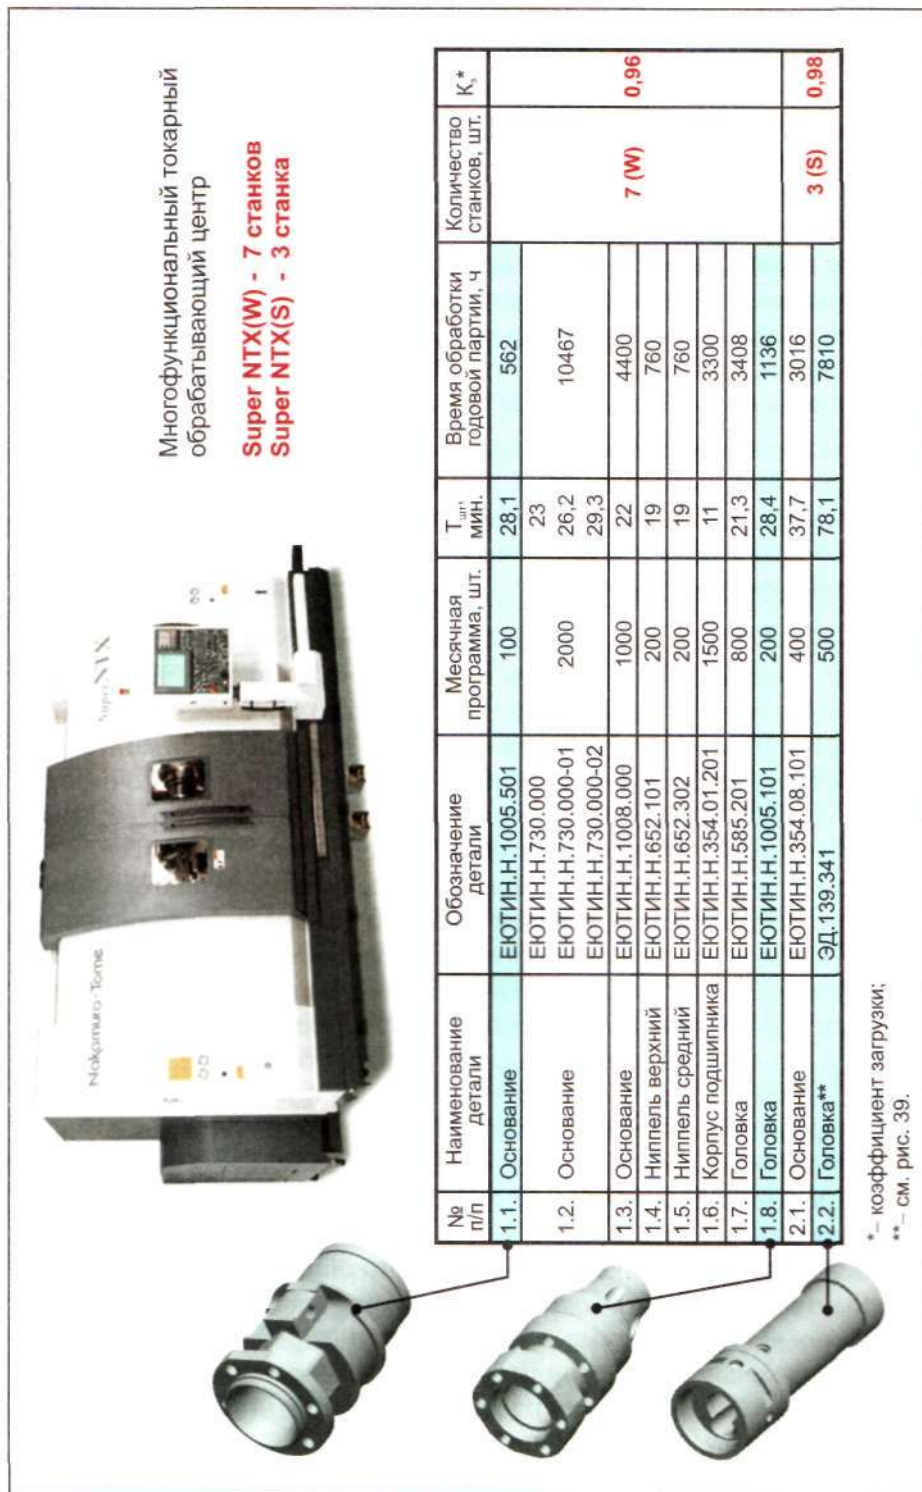 Многофункциональный токарный
обрабатывающий центр
Super NTX(W) - 7 станков
Super NTX(S) - 3 станка
Nakamura-Tome
Super NTX
№ п/п Наименование детали Обозначение детали Месячная программа, шт. Тшт, мин. Время обработки годовой партии, ч Количество станков, шт. Кз*
1.1. Основание ЕЮТИН.Н.1005.501 100 28,1 562 7 (W) 0,96
1.2. Основание ЕЮТИН.Н.730.000 2000 23 10467
ЕЮТИН.Н.730.000-01 26,2
ЕЮТИН.Н.730.000-02 29,3
1.3. Основание ЕЮТИН.Н.1008.000 1000 22 4400
1.4. Ниппель верхний ЕЮТИН.Н.652.101 200 19 760
1.5. Ниппель средний ЕЮТИН.Н.652.302 200 19 760
1.6. Корпус подшипника ЕЮТИН.Н.354.01.201 1500 11 3300
1.7. Головка ЕЮТИН.Н.585.201 800 21,3 3408
1.8. Головка ЕЮТИН.Н.1005.101 200 28,4 1136
2.1. Основание ЕЮТИН.Н.354.08.101 400 37,7 3016 3 (S) 0,98
2.2. Головка** ЭД.139.341 500 78,1 7810
*– коэффициент загрузки;
**– см. рис. 39.